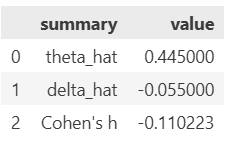 summary value
0 theta_hat 0.445000
1 delta_hat -0.055000
2 Cohen's h -0.110223